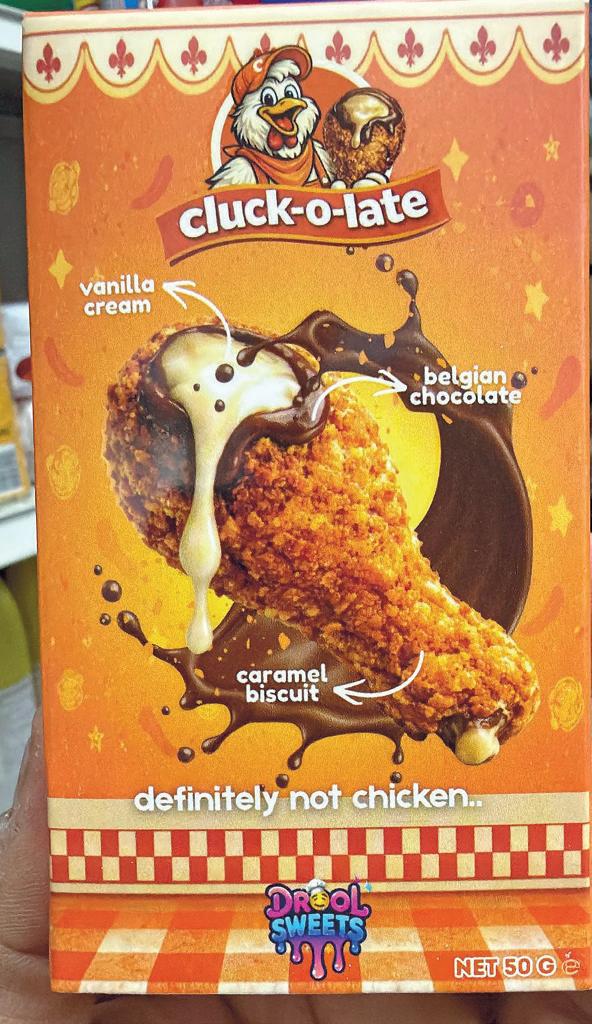 cluck-o-late
vanilla
cream
belgian
chocolate
caramel
biscuit
definitely not chicken..
DROOL
SWEETS
NET 50 G e